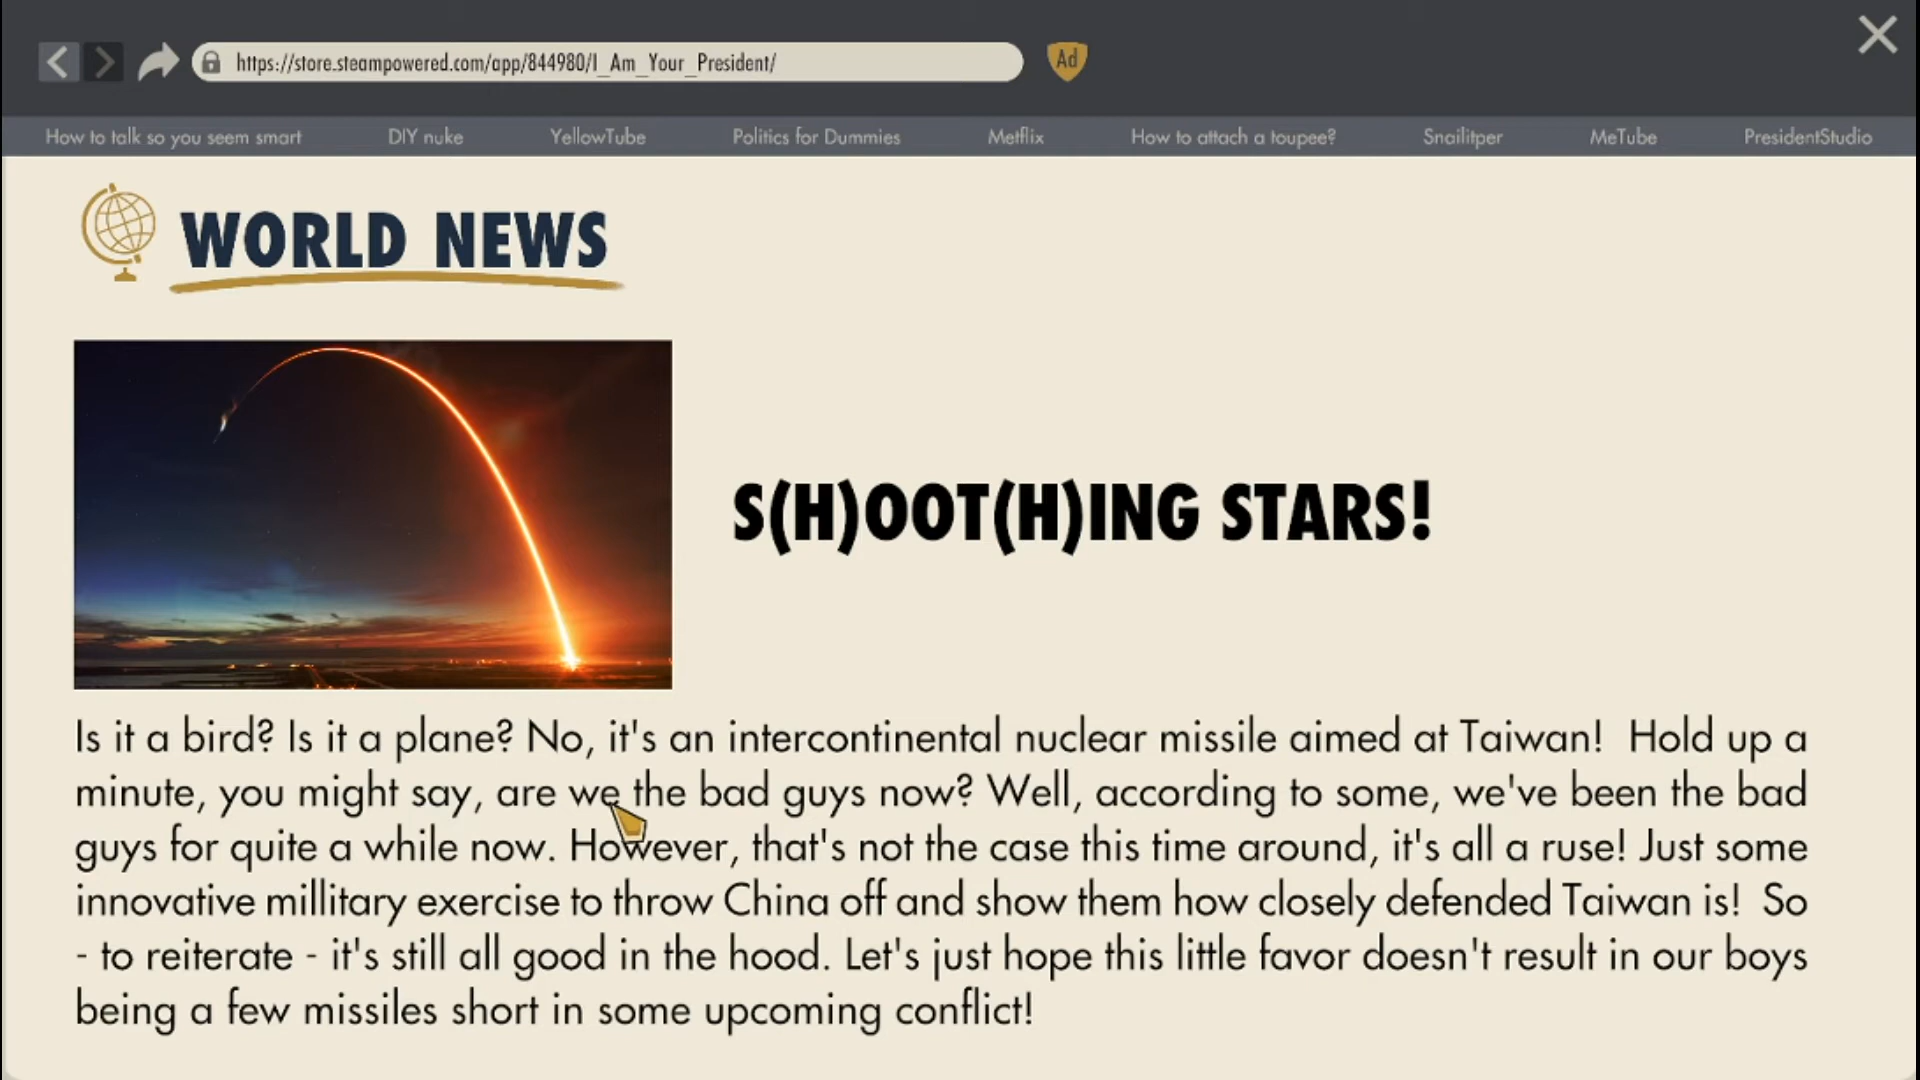 https://store.steampowered.com/app/844980/I_Am_Your_President/
Ad
How to talk so you seem smart DIY nuke YellowTube Politics for Dummies Metflix How to attach a toupee? Snailitper MeTube PresidentStudio
WORLD NEWS
S(H)OOT(H)ING STARS!
Is it a bird? Is it a plane? No, it's an intercontinental nuclear missile aimed at Taiwan! Hold up a
minute, you might say, are we the bad guys now? Well, according to some, we've been the bad
guys for quite a while now. However, that's not the case this time around, it's all a ruse! Just some
innovative millitary exercise to throw China off and show them how closely defended Taiwan is! So
- to reiterate - it's still all good in the hood. Let's just hope this little favor doesn't result in our boys
being a few missiles short in some upcoming conflict!